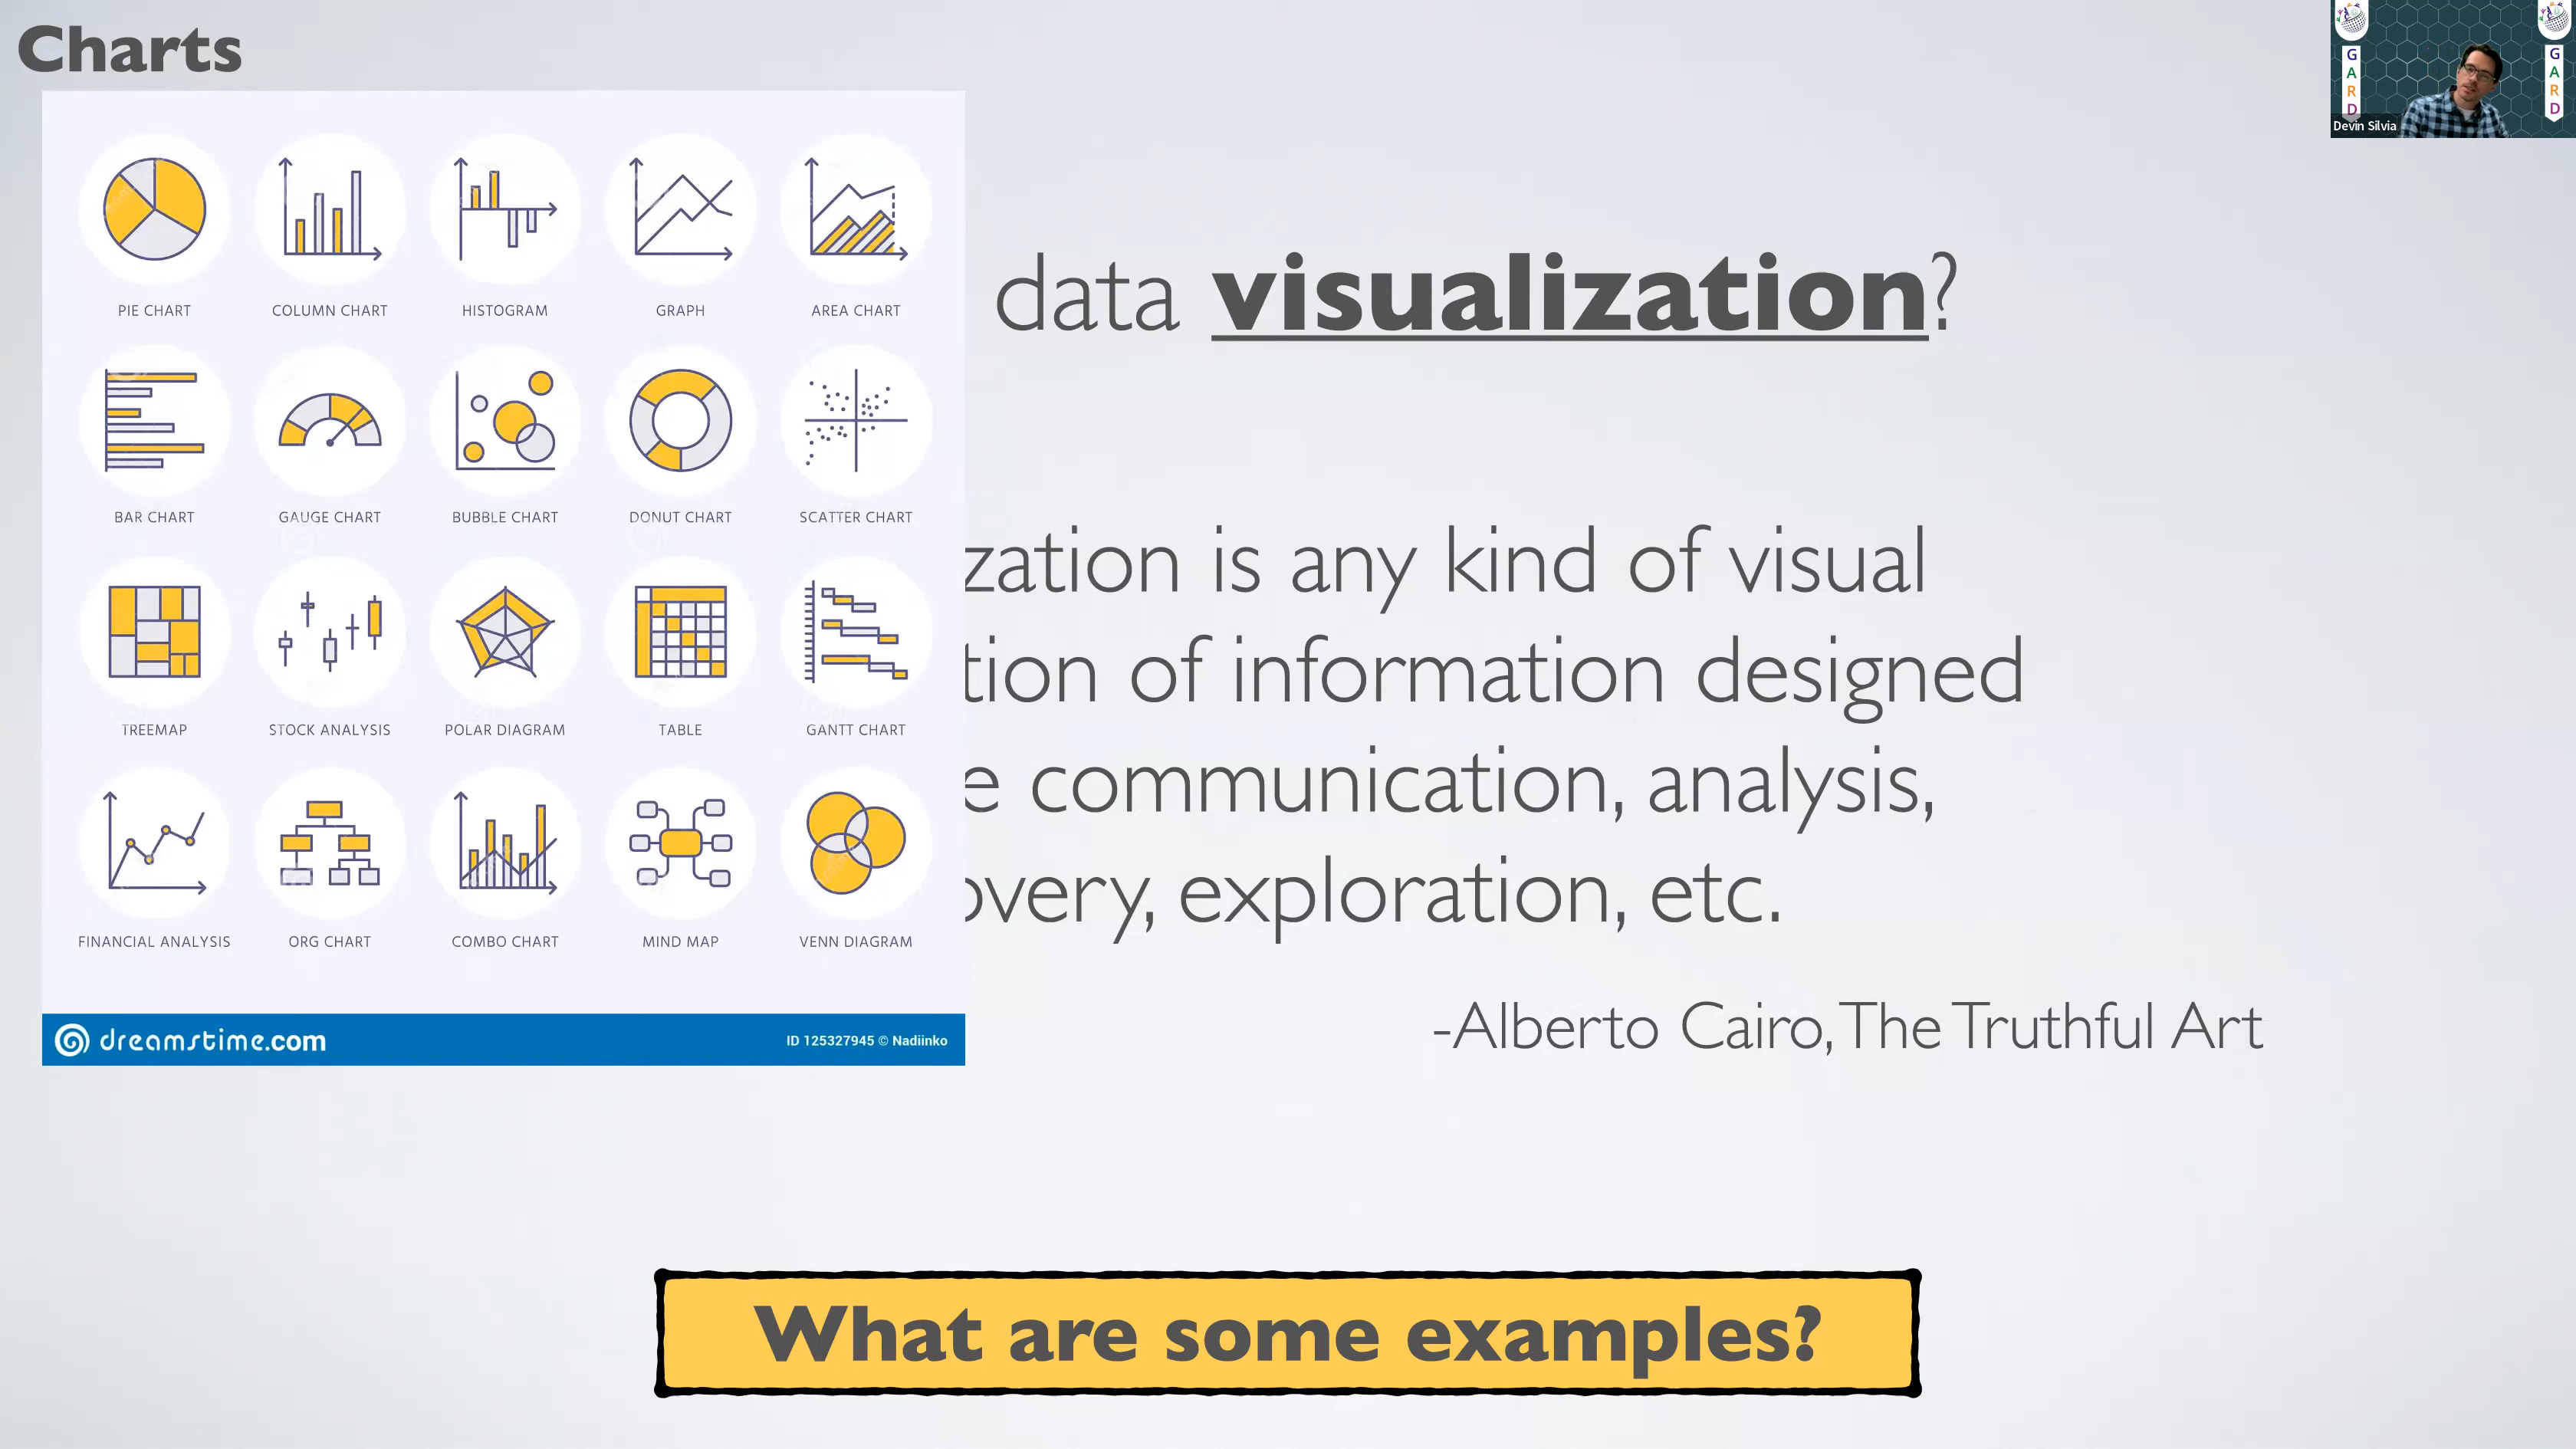 Charts
data visualization?
PIE CHART
COLUMN CHART
HISTOGRAM
GRAPH
AREA CHART
BAR CHART
GAUGE CHART
BUBBLE CHART
DONUT CHART
SCATTER CHART
TREEMAP
STOCK ANALYSIS
POLAR DIAGRAM
TABLE
GANTT CHART
FINANCIAL ANALYSIS
ORG CHART
COMBO CHART
MIND MAP
VENN DIAGRAM
dreamstime.com
ID 125327945 © Nadiinko
zation is any kind of visual
tion of information designed
e communication, analysis,
overy, exploration, etc.
-Alberto Cairo, The Truthful Art
What are some examples?
GARD
Devin Silvia
GARD